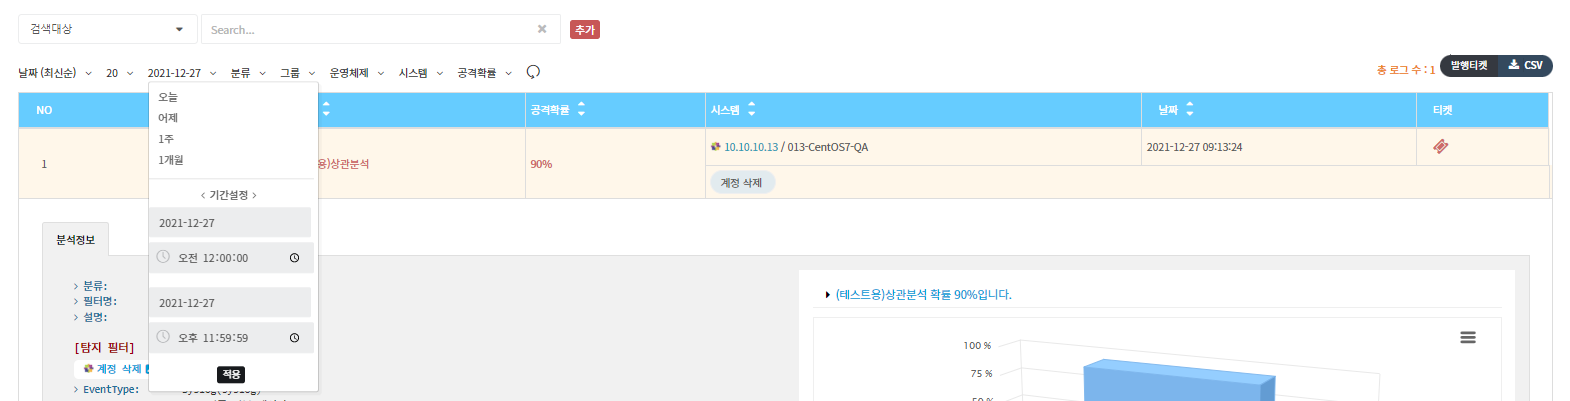 검색대상 Search... 추가
날짜 (최신순) 20 2021-12-27 분류 그룹 운영체제 시스템 공격확률 총 로그 수 : 1 발행티켓 CSV
NO 공격확률 시스템 날짜 티켓
오늘
어제
1주
1개월
< 기간설정 >
2021-12-27
오전 12:00:00
2021-12-27
오후 11:59:59
적용
1 용)상관분석 90% 10.10.10.13 / 013-CentOS7-QA 2021-12-27 09:13:24
계정 삭제
분석정보
> 분류:
> 필터명:
> 설명:
[탐지 필터]
계정 삭제
> EventType:
(테스트용)상관분석 확률 90%입니다.
100 %
75 %
50 %